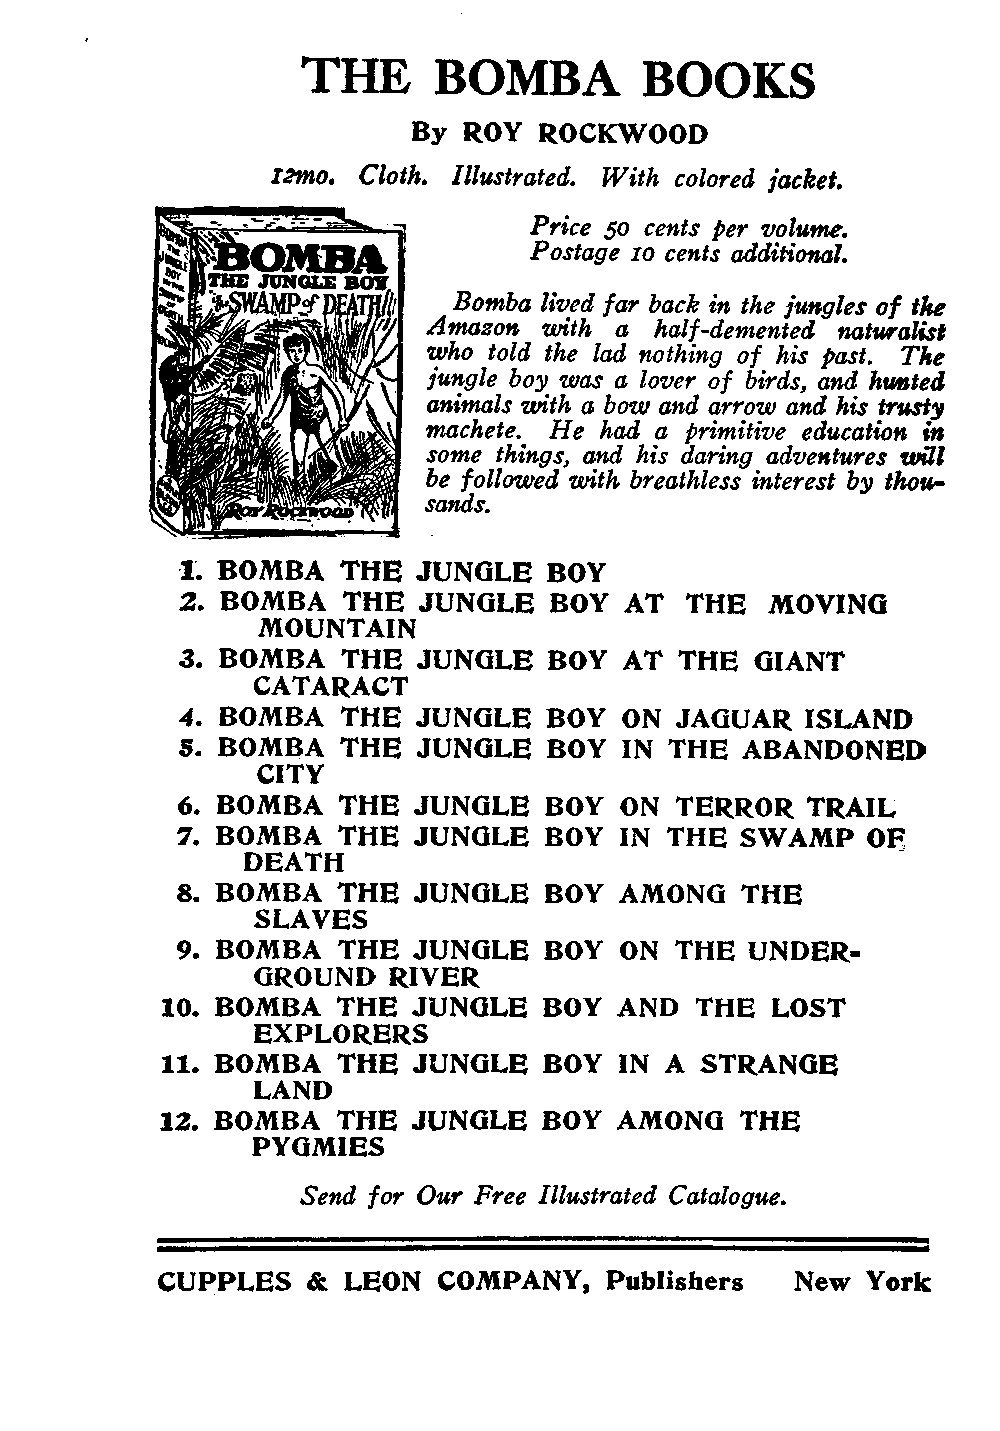 THE BOMBA BOOKS
By ROY ROCKWOOD
12mo. Cloth. Illustrated. With colored jacket.
Price 50 cents per volume.
Postage 10 cents additional.
BOMBA
THE JUNGLE BOY
SWAMP of DEATH
ROY ROCKWOOD
BOMBA
THE
JUNGLE
BOY
Bomba lived far back in the jungles of the
Amazon with a half-demented naturalist
who told the lad nothing of his past. The
jungle boy was a lover of birds, and hunted
animals with a bow and arrow and his trusty
machete. He had a primitive education in
some things, and his daring adventures will
be followed with breathless interest by thou-
sands.
1. BOMBA THE JUNGLE BOY
2. BOMBA THE JUNGLE BOY AT THE MOVING
MOUNTAIN
3. BOMBA THE JUNGLE BOY AT THE GIANT
CATARACT
4. BOMBA THE JUNGLE BOY ON JAGUAR ISLAND
5. BOMBA THE JUNGLE BOY IN THE ABANDONED
CITY
6. BOMBA THE JUNGLE BOY ON TERROR TRAIL
7. BOMBA THE JUNGLE BOY IN THE SWAMP OF
DEATH
8. BOMBA THE JUNGLE BOY AMONG THE
SLAVES
9. BOMBA THE JUNGLE BOY ON THE UNDER-
GROUND RIVER
10. BOMBA THE JUNGLE BOY AND THE LOST
EXPLORERS
11. BOMBA THE JUNGLE BOY IN A STRANGE
LAND
12. BOMBA THE JUNGLE BOY AMONG THE
PYGMIES
Send for Our Free Illustrated Catalogue.
CUPPLES & LEON COMPANY, Publishers New York